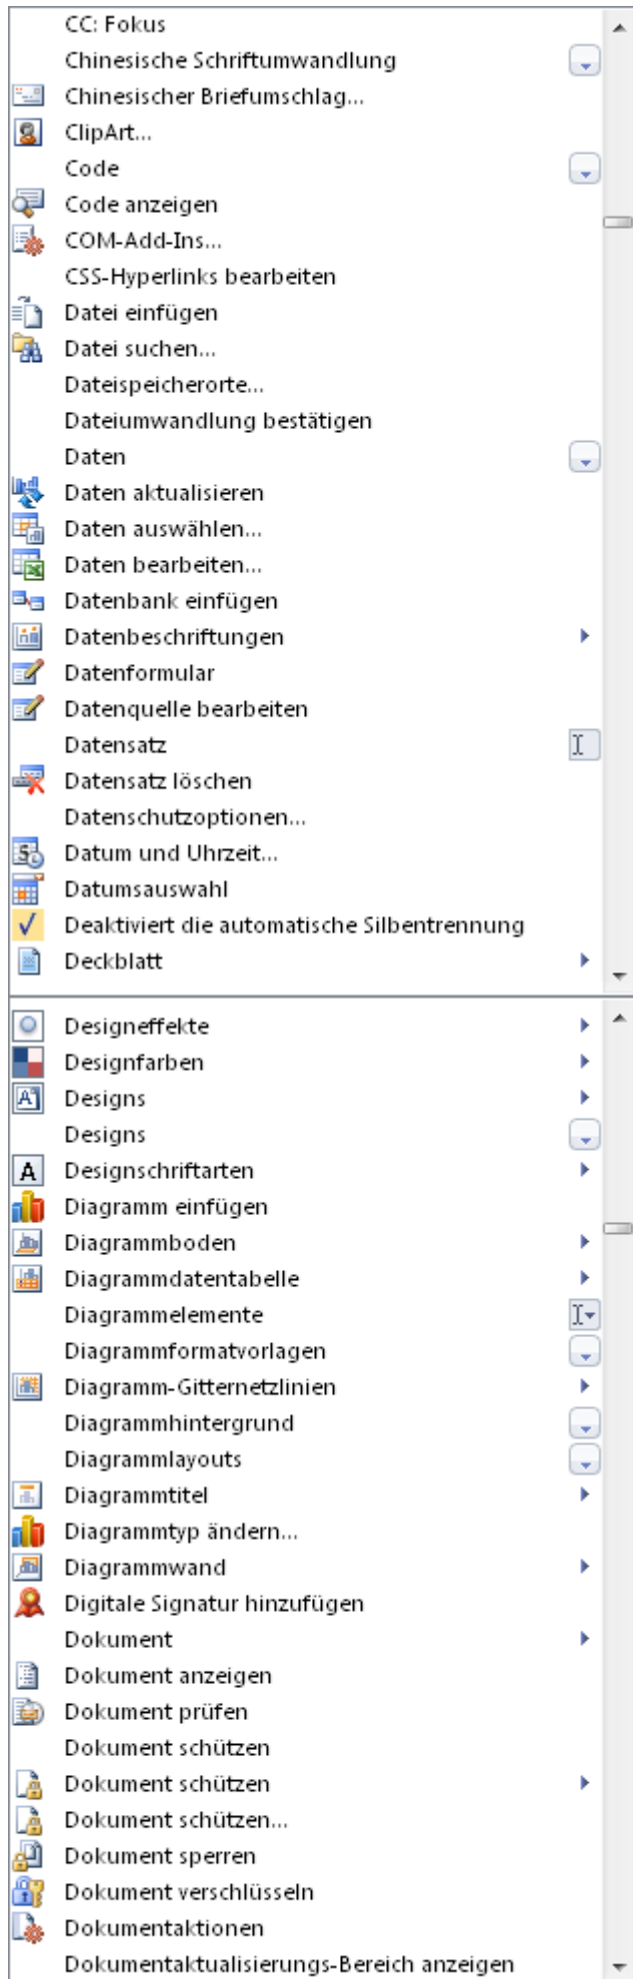 CC: Fokus
Chinesische Schriftumwandlung
Chinesischer Briefumschlag...
ClipArt...
Code
Code anzeigen
COM-Add-Ins...
CSS-Hyperlinks bearbeiten
Datei einfügen
Datei suchen...
Dateispeicherorte...
Dateiumwandlung bestätigen
Daten
Daten aktualisieren
Daten auswählen...
Daten bearbeiten...
Datenbank einfügen
Datenbeschriftungen
Datenformular
Datenquelle bearbeiten
Datensatz
Datensatz löschen
Datenschutzoptionen...
Datum und Uhrzeit...
Datumsauswahl
Deaktiviert die automatische Silbentrennung
Deckblatt
Designeffekte
Designfarben
Designs
Designs
Designschriftarten
Diagramm einfügen
Diagrammboden
Diagrammdatentabelle
Diagrammelemente
Diagrammformatvorlagen
Diagramm-Gitternetzlinien
Diagrammhintergrund
Diagrammlayouts
Diagrammtitel
Diagrammtyp ändern...
Diagrammwand
Digitale Signatur hinzufügen
Dokument
Dokument anzeigen
Dokument prüfen
Dokument schützen
Dokument schützen
Dokument schützen...
Dokument sperren
Dokument verschlüsseln
Dokumentaktionen
Dokumentaktualisierungs-Bereich anzeigen